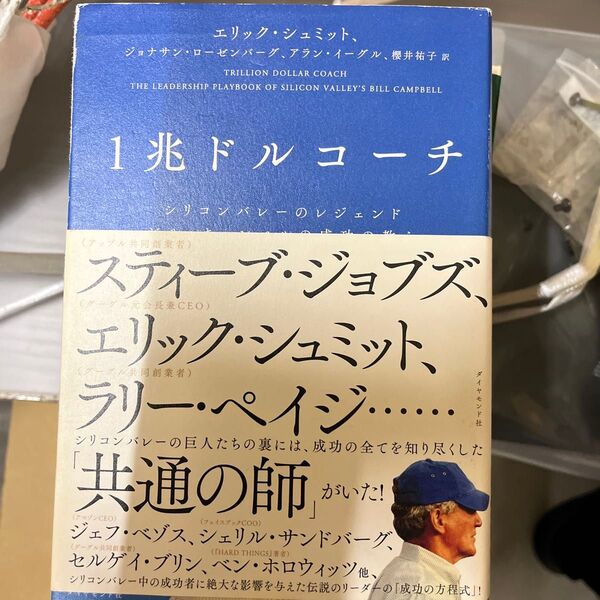 エリック・シュミット、
ジョナサン・ローゼンバーグ、アラン・イーグル、櫻井祐子 訳
TRILLION DOLLAR COACH
THE LEADERSHIP PLAYBOOK OF SILICON VALLEY'S BILL CAMPBELL
1兆ドルコーチ
シリコンバレーのレジェンド
の成功の教え
(アップル共同創業者)
スティーブ・ジョブズ、
(グーグル元会長兼CEO)
エリック・シュミット、
(グーグル共同創業者)
ラリー・ペイジ……
ダイヤモンド社
シリコンバレーの巨人たちの裏には、成功の全てを知り尽くした
「共通の師」がいた!
(アマゾンCEO) (フェイスブックCOO)
ジェフ・ベゾス、シェリル・サンドバーグ、
(グーグル共同創業者) (『HARD THINGS』著者)
セルゲイ・ブリン、ベン・ホロウィッツ他、
シリコンバレー中の成功者に絶大な影響を与えた伝説のリーダーの「成功の方程式」!